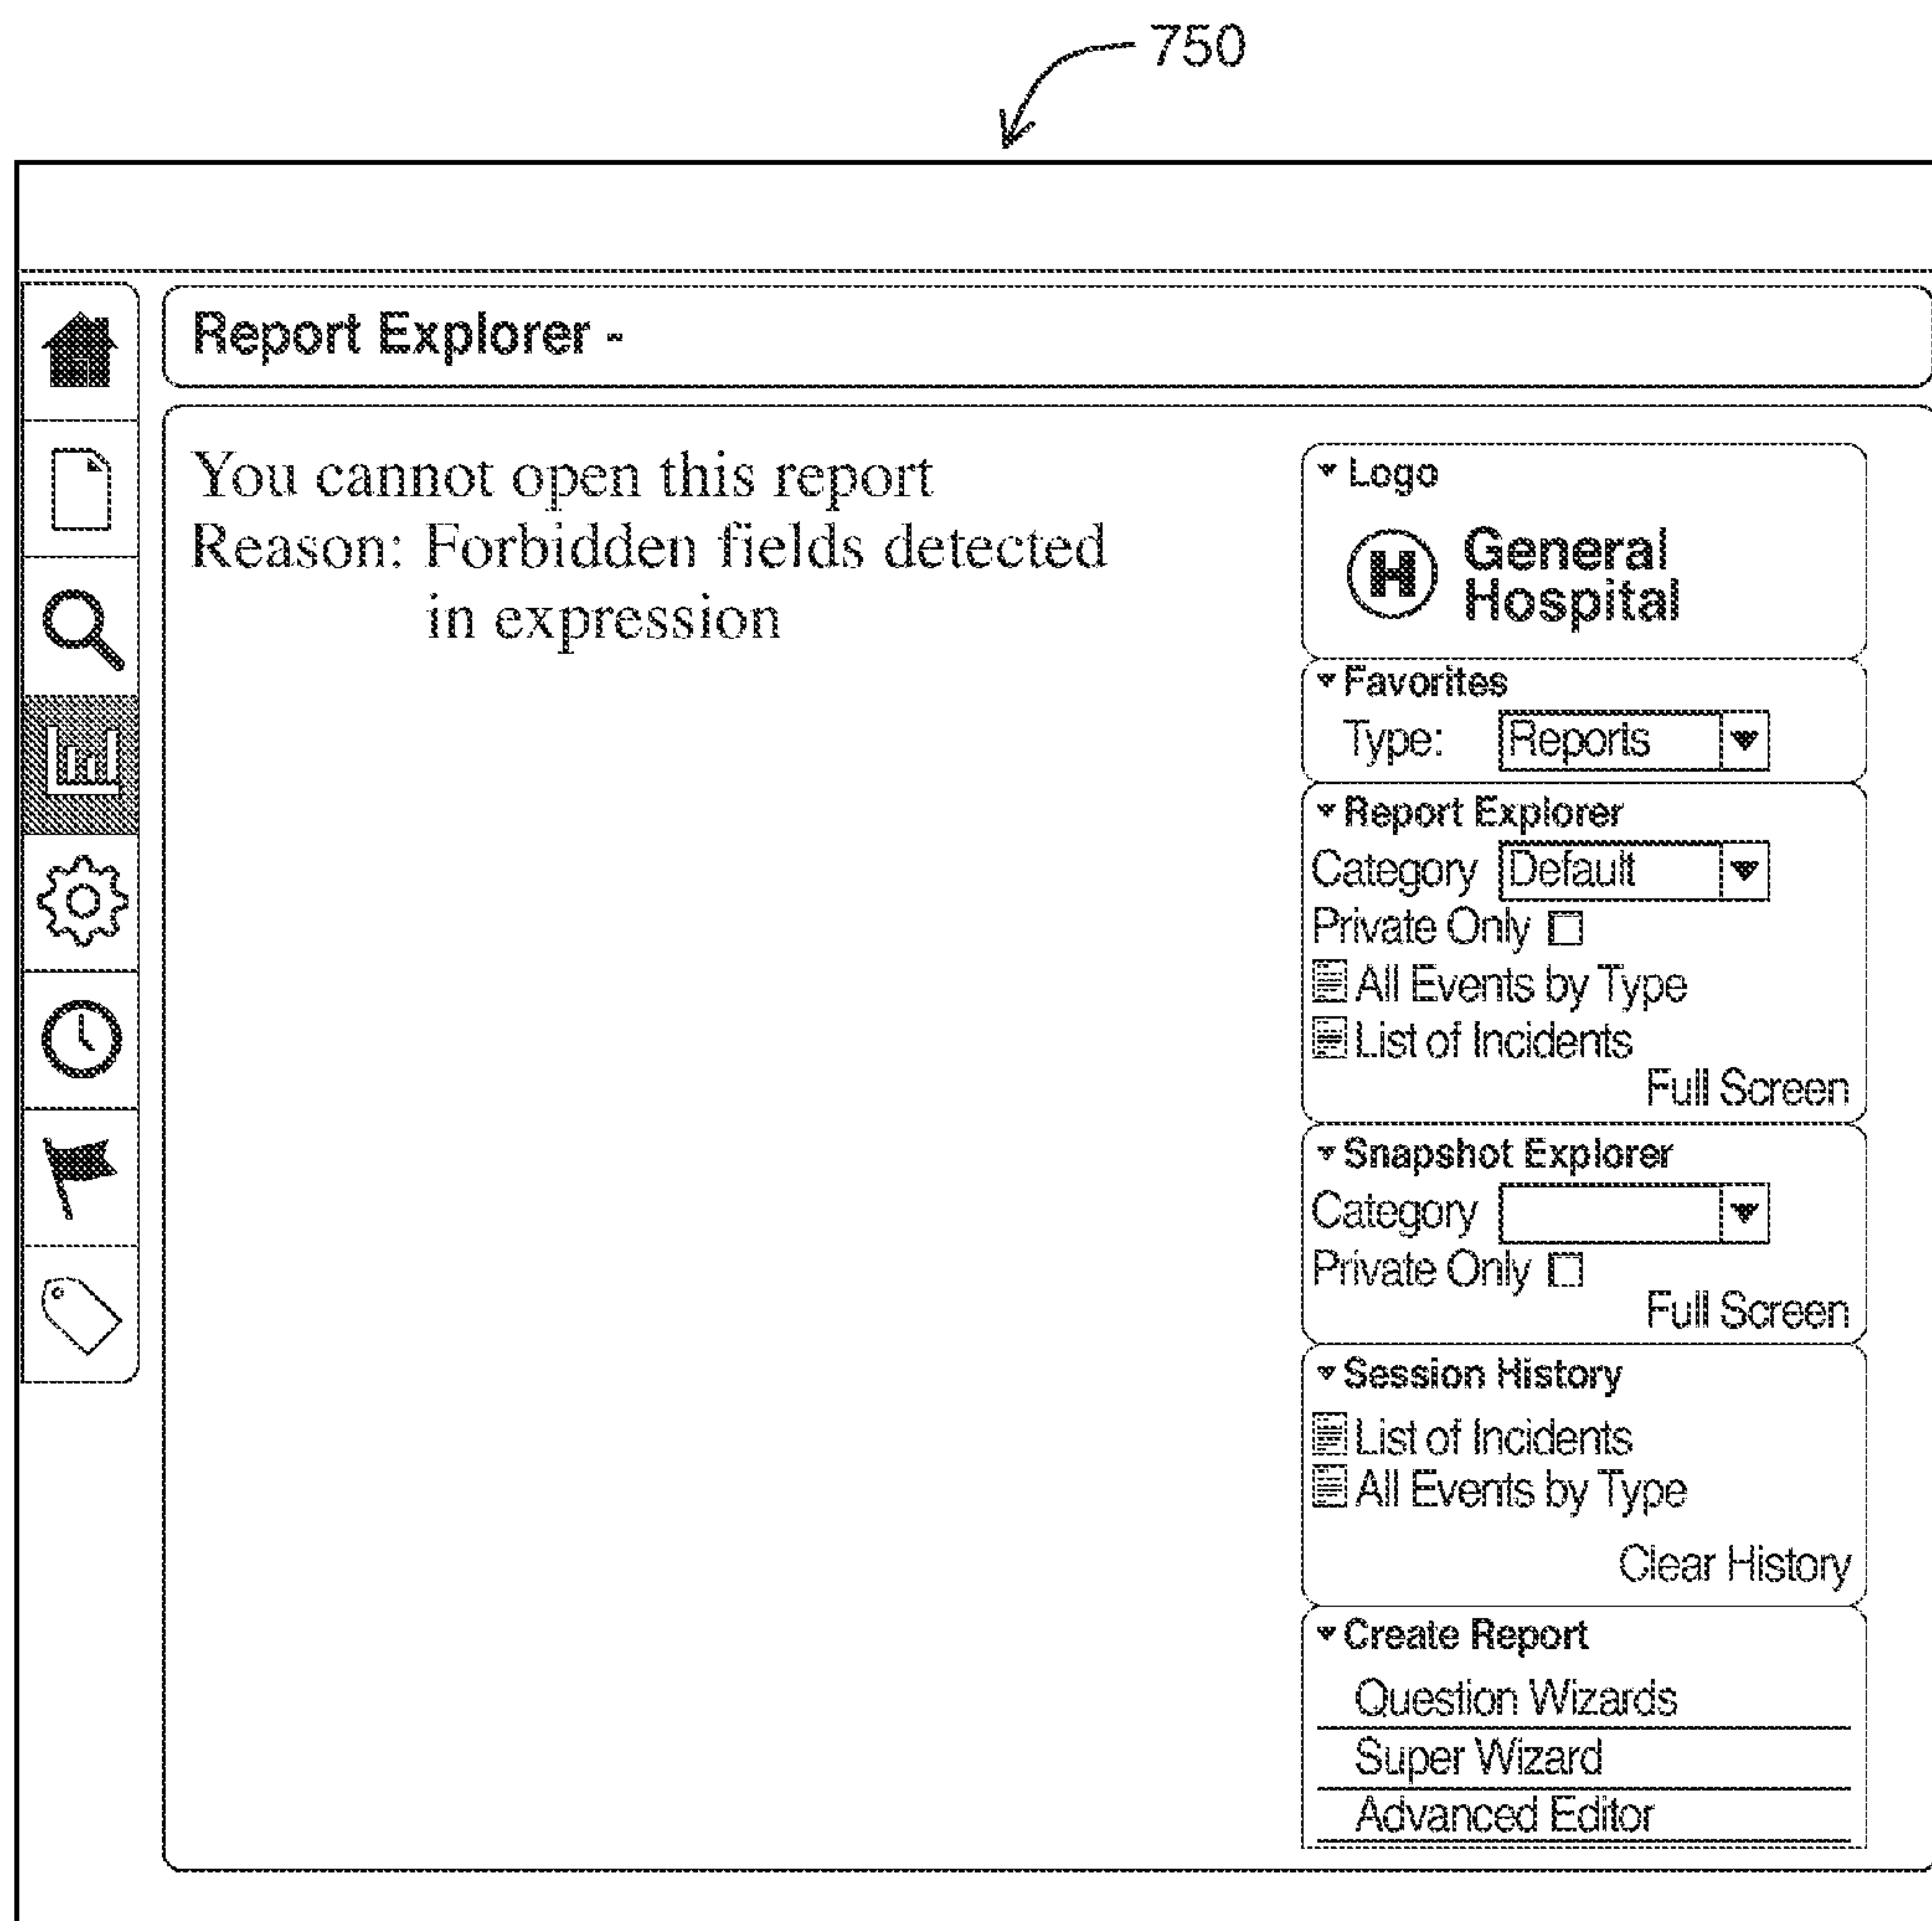 750
Report Explorer -
You cannot open this report
Reason: Forbidden fields detected
in expression
Logo
H General
Hospital
Favorites
Type: Reports
Report Explorer
Category Default
Private Only
All Events by Type
List of Incidents
Full Screen
Snapshot Explorer
Category
Private Only
Full Screen
Session History
List of Incidents
All Events by Type
Clear History
Create Report
Question Wizards
Super Wizard
Advanced Editor